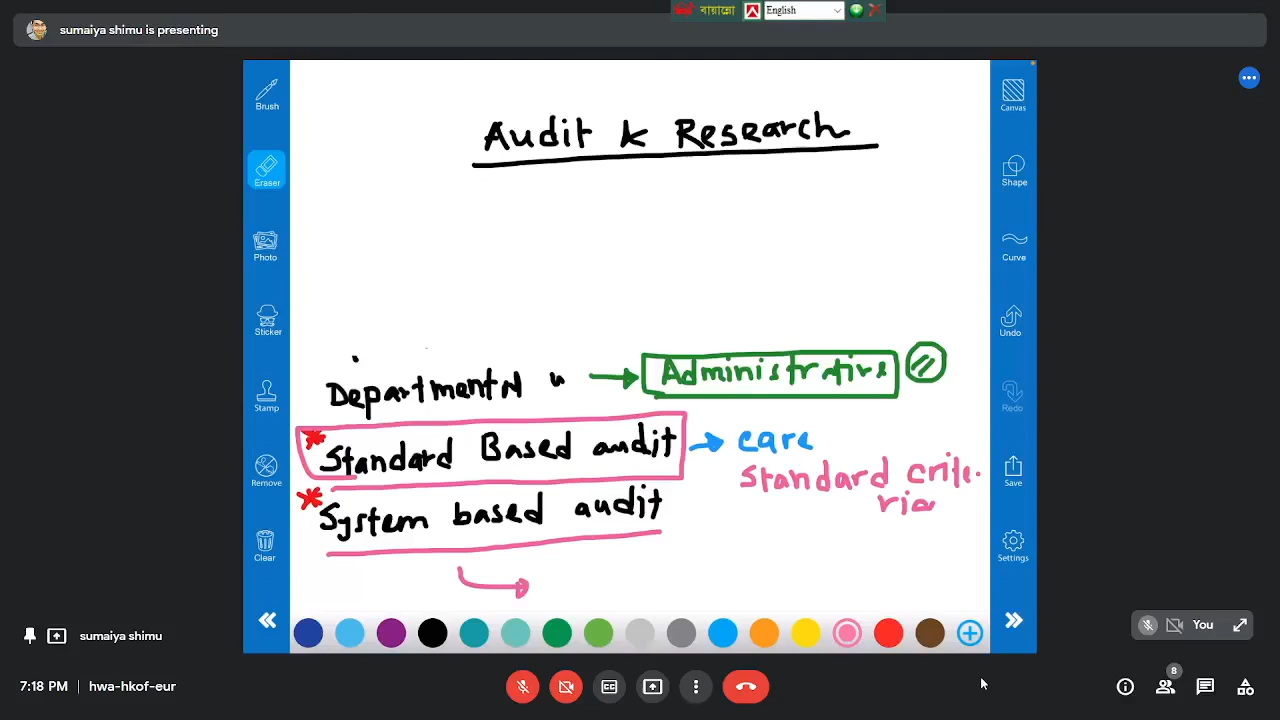 বায়ান্নো English
sumaiya shimu is presenting
Brush
Canvas
Audit & Research
Eraser
Shape
Photo
Curve
Sticker
Undo
Departmental → Administrative
Stamp
Redo
* Standard Based audit → care
Standard crite-
ria
Remove
Save
* System based audit
Clear
Settings
sumaiya shimu
You
7:18 PM | hwa-hkof-eur
CC
8